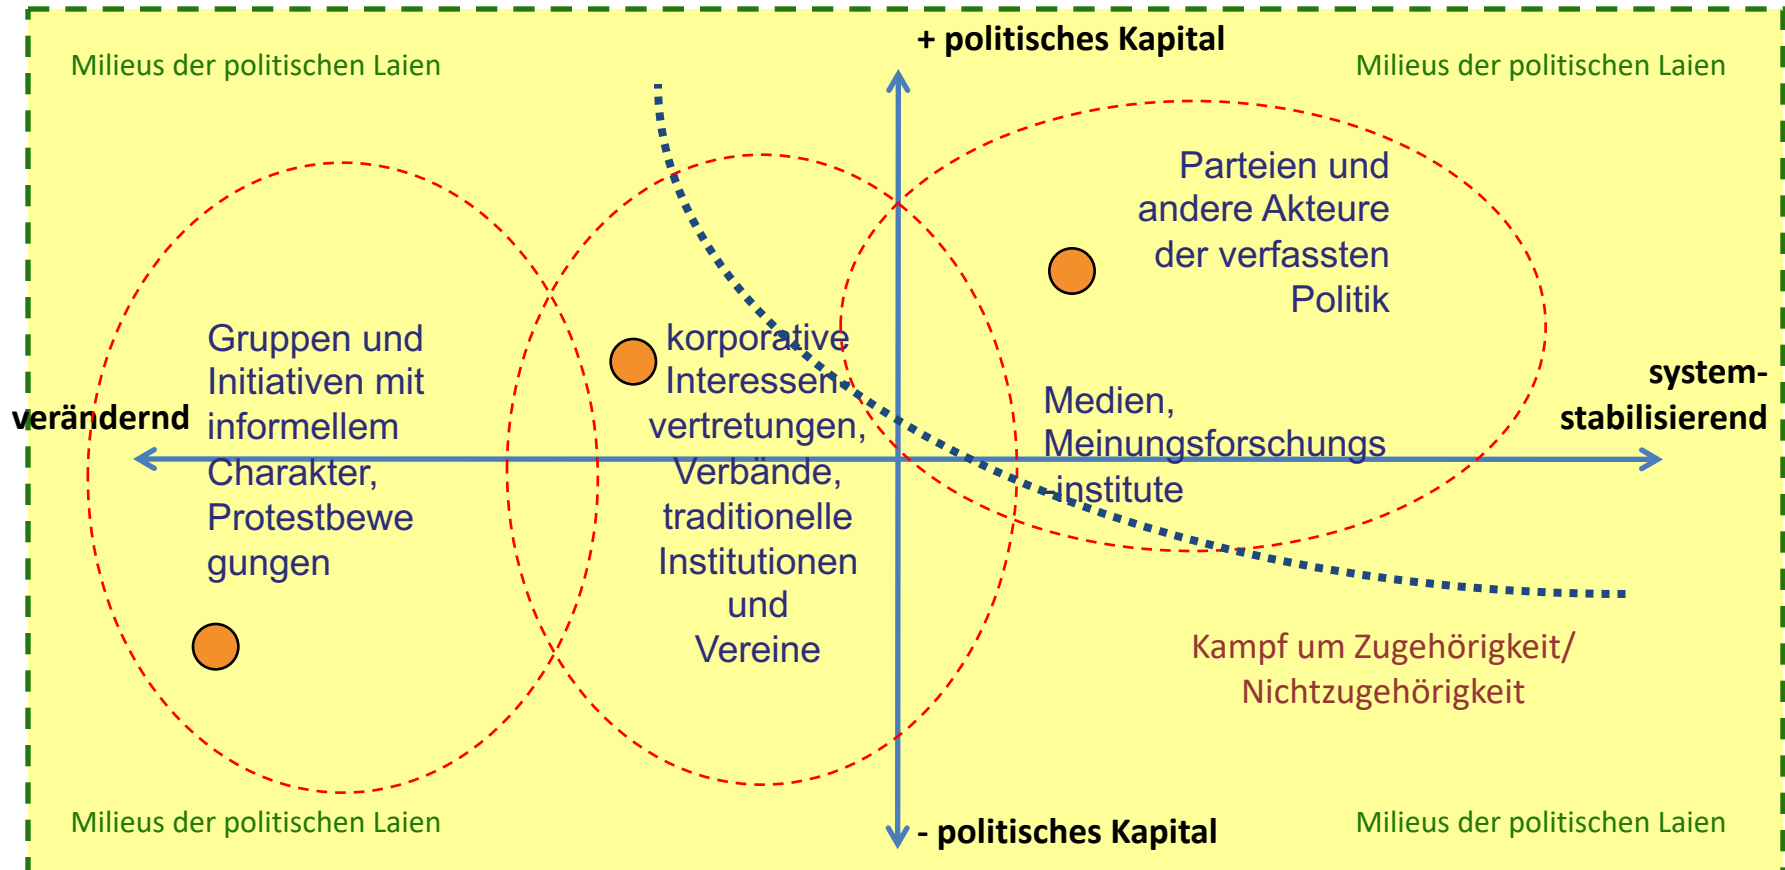 + politisches Kapital
Milieus der politischen Laien
Milieus der politischen Laien
Parteien und
andere Akteure
der verfassten
Politik
Gruppen und
Initiativen mit
informellem
Charakter,
Protestbewe
gungen
verändernd
korporative
Interessen-
vertretungen,
Verbände,
traditionelle
Institutionen
und
Vereine
Medien,
Meinungsforschungs
-institute
system-
stabilisierend
Kampf um Zugehörigkeit/
Nichtzugehörigkeit
Milieus der politischen Laien
- politisches Kapital
Milieus der politischen Laien